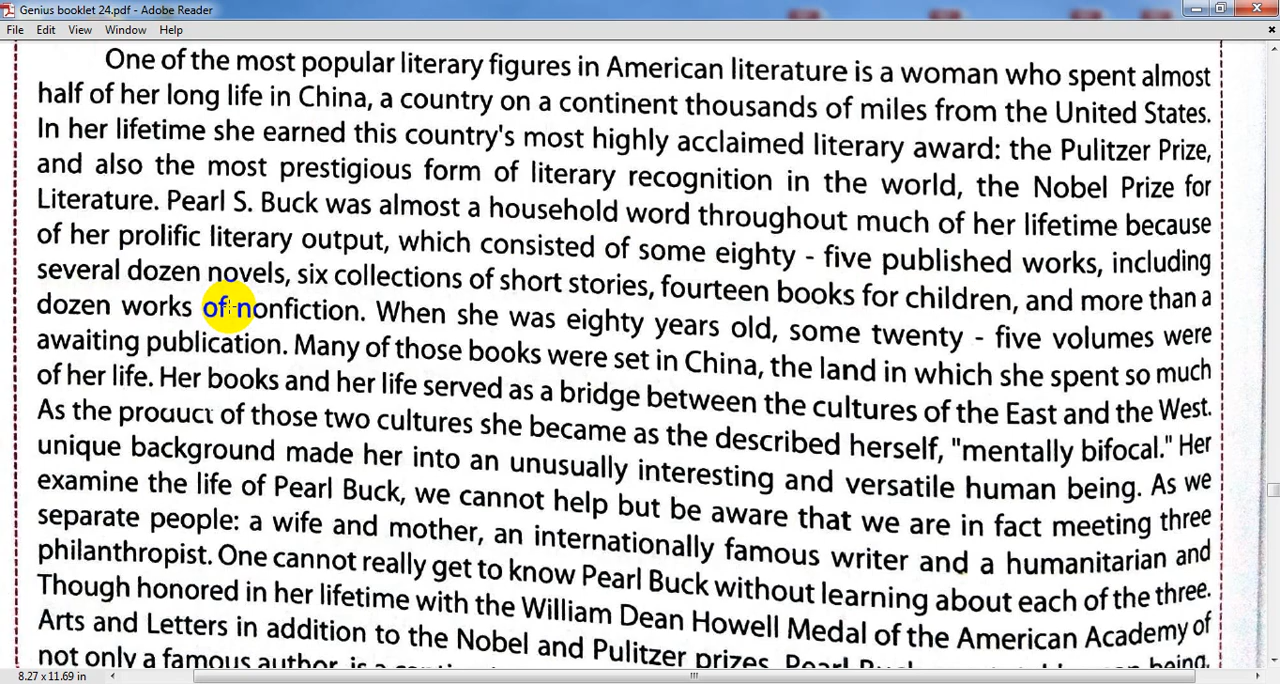 Genius booklet 24.pdf - Adobe Reader
File Edit View Window Help
One of the most popular literary figures in American literature is a woman who spent almost
half of her long life in China, a country on a continent thousands of miles from the United States.
In her lifetime she earned this country's most highly acclaimed literary award: the Pulitzer Prize,
and also the most prestigious form of literary recognition in the world, the Nobel Prize for
Literature. Pearl S. Buck was almost a household word throughout much of her lifetime because
of her prolific literary output, which consisted of some eighty - five published works, including
several dozen novels, six collections of short stories, fourteen books for children, and more than a
dozen works of nonfiction. When she was eighty years old, some twenty - five volumes were
awaiting publication. Many of those books were set in China, the land in which she spent so much
of her life. Her books and her life served as a bridge between the cultures of the East and the West.
As the product of those two cultures she became as the described herself, "mentally bifocal." Her
unique background made her into an unusually interesting and versatile human being. As we
examine the life of Pearl Buck, we cannot help but be aware that we are in fact meeting three
separate people: a wife and mother, an internationally famous writer and a humanitarian and
philanthropist. One cannot really get to know Pearl Buck without learning about each of the three.
Though honored in her lifetime with the William Dean Howell Medal of the American Academy of
Arts and Letters in addition to the Nobel and Pulitzer prizes, Pearl Buck being,
not only a famous author, is a
8.27 x 11.69 in